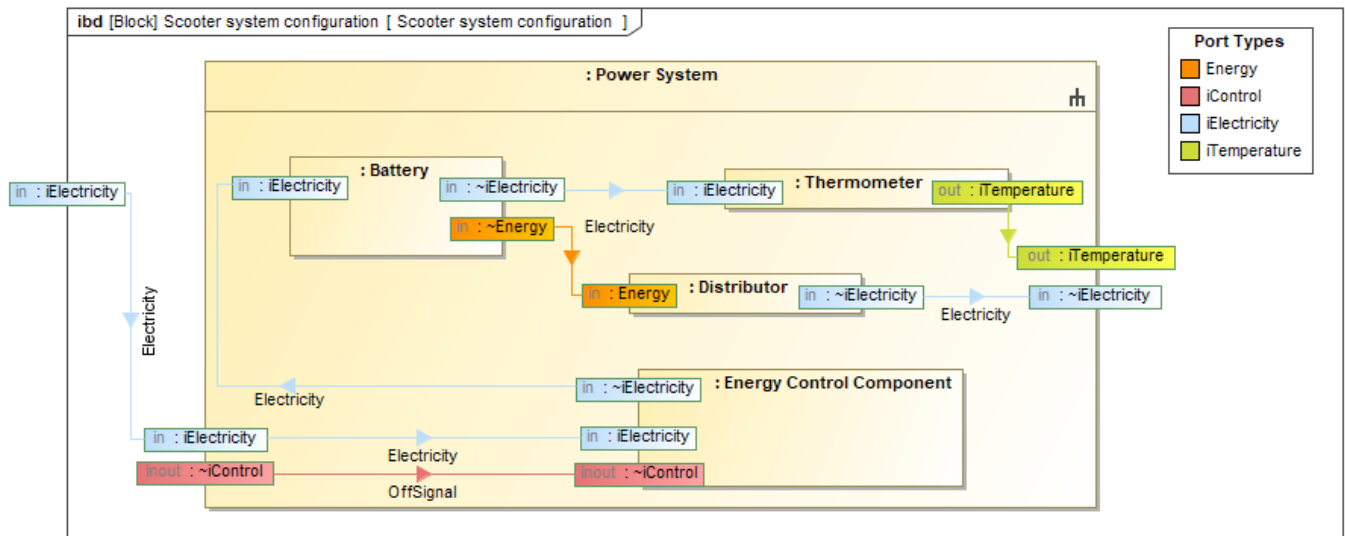 ibd [Block] Scooter system configuration [ Scooter system configuration ]
Port Types
Energy
iControl
iElectricity
iTemperature
: Power System
: Battery
in : iElectricity
in : iElectricity
in : ~iElectricity
in : iElectricity
: Thermometer
out : iTemperature
in : ~Energy
Electricity
out : iTemperature
in : Energy
: Distributor
in : ~iElectricity
in : ~iElectricity
Electricity
Electricity
in : ~iElectricity
: Energy Control Component
Electricity
in : iElectricity
in : iElectricity
Electricity
inout : ~iControl
inout : ~iControl
OffSignal